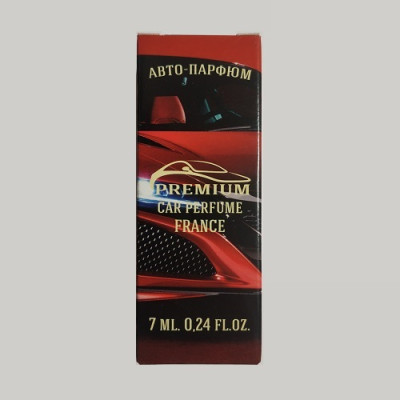 АВТО-ПАРФЮМ
PREMIUM
CAR PERFUME
FRANCE
7 ML. 0,24 FL.OZ.